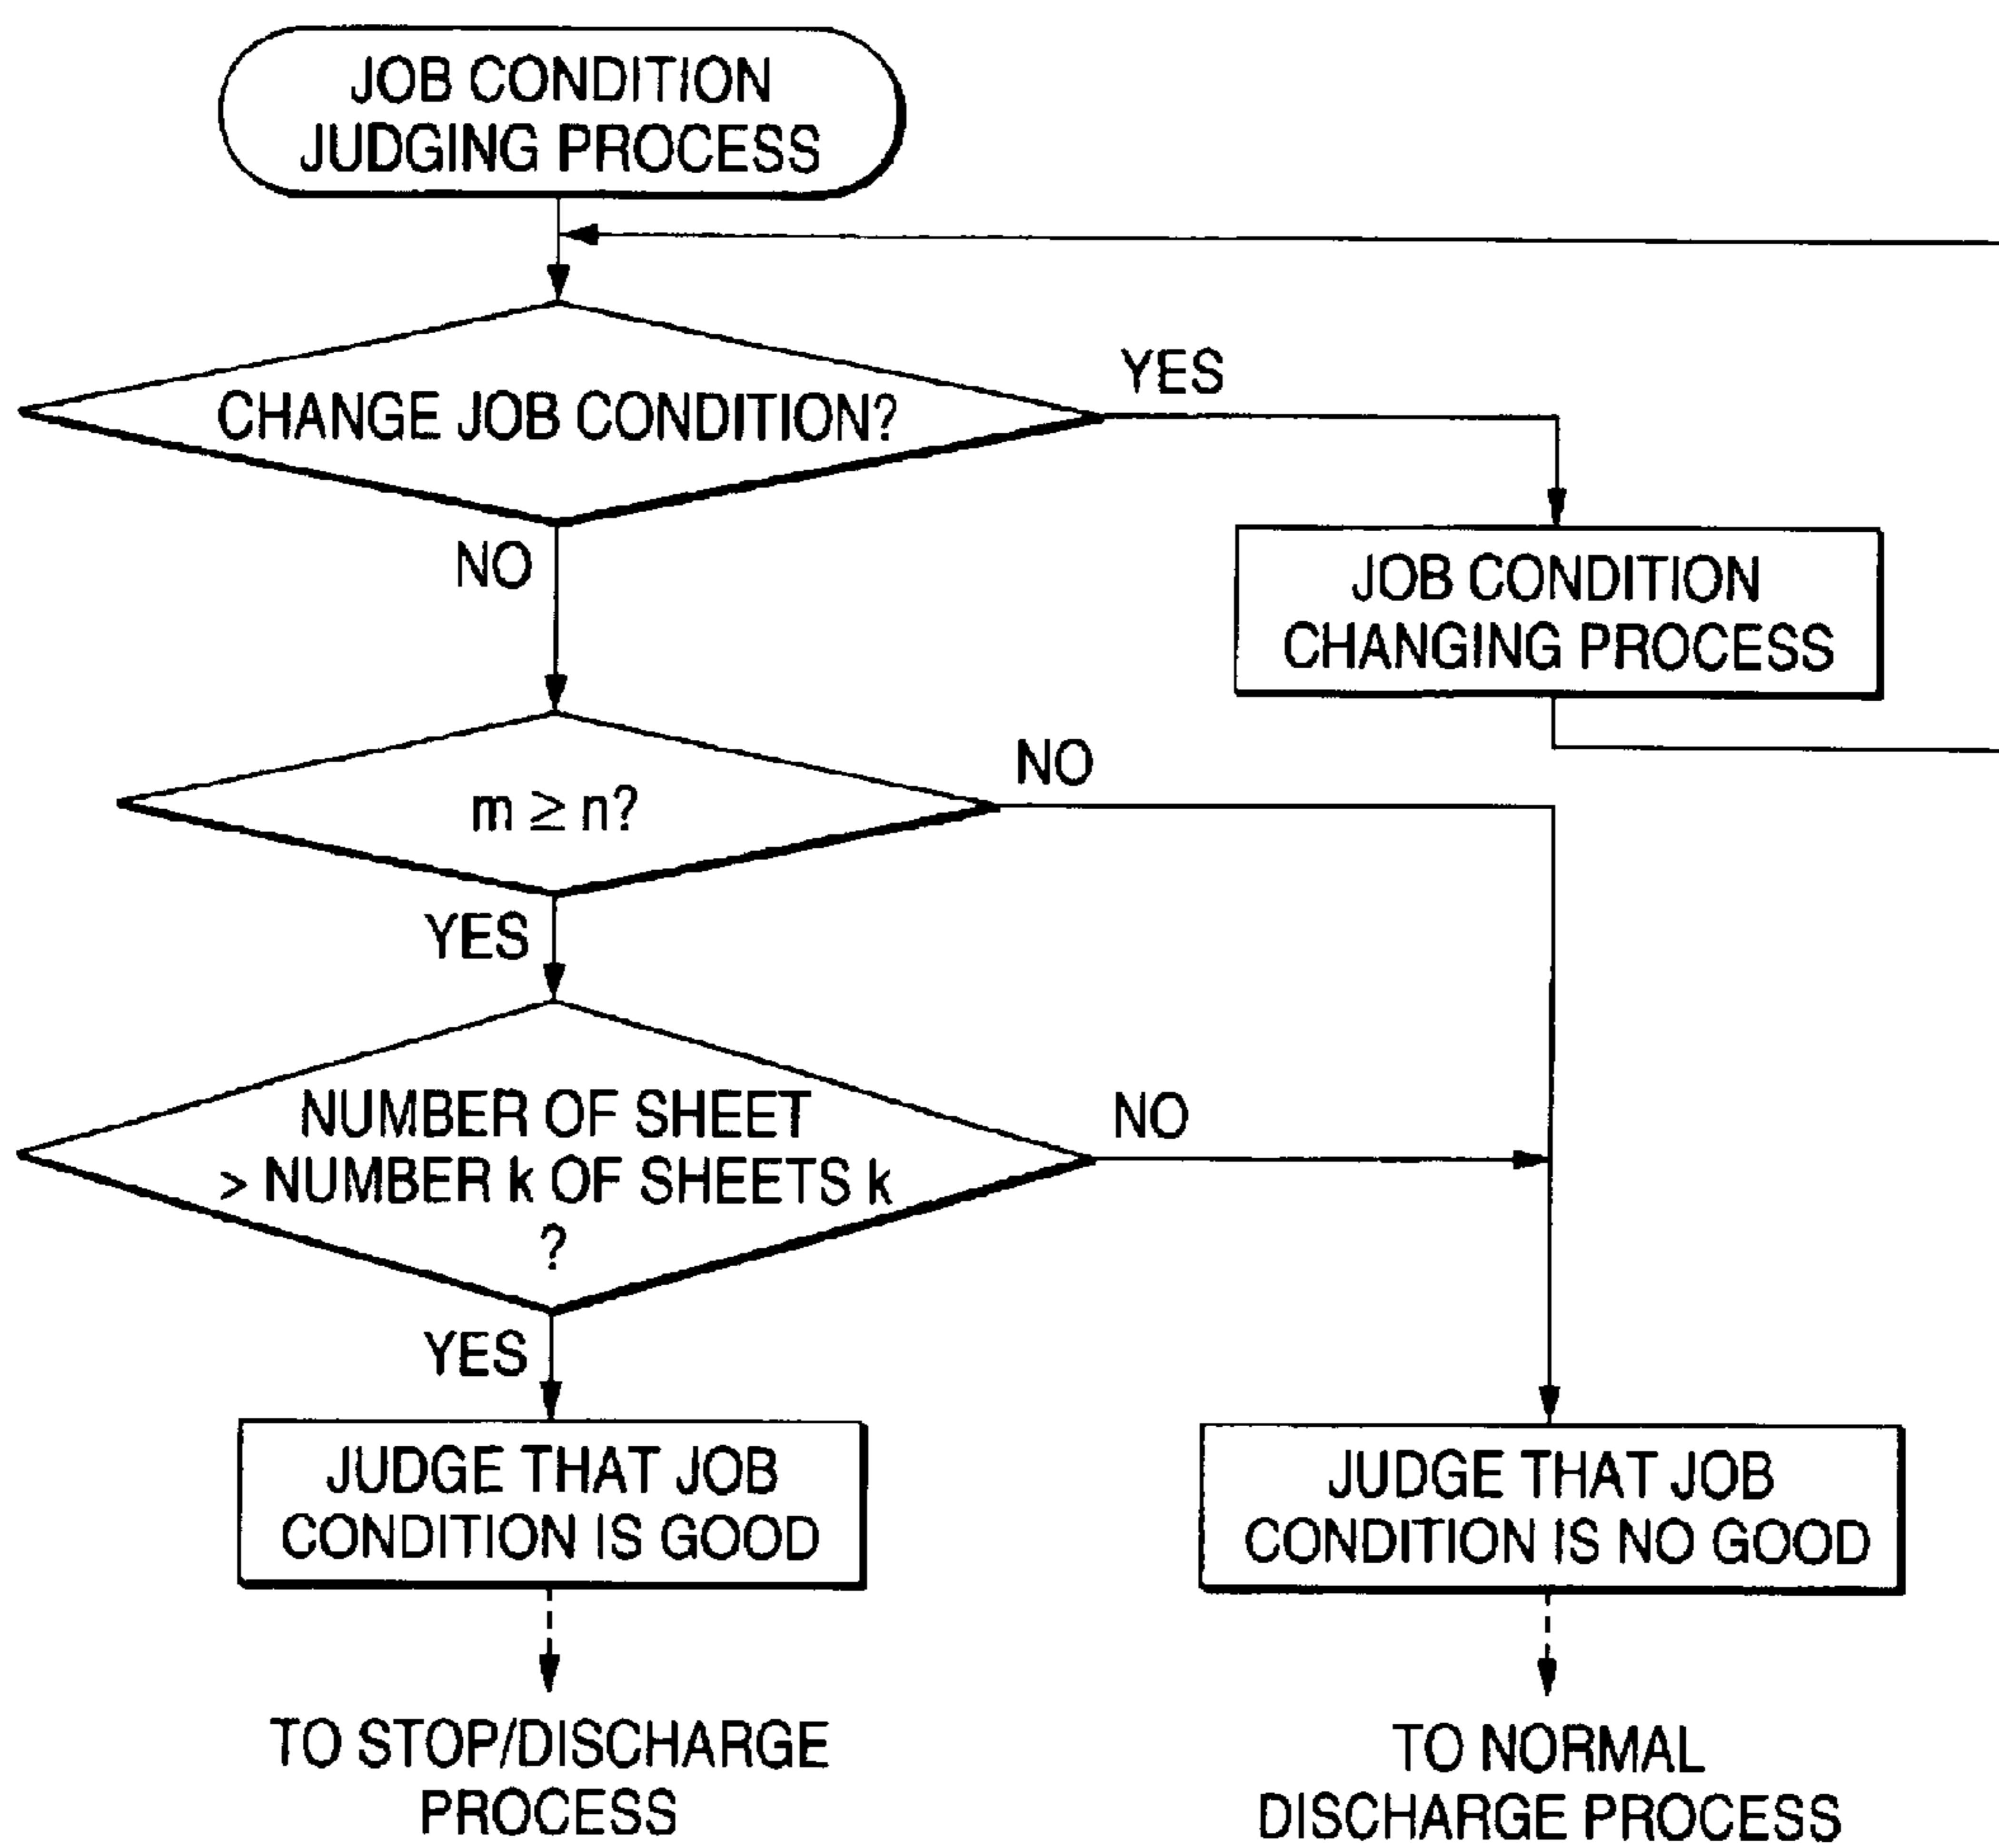 JOB CONDITION
JUDGING PROCESS
CHANGE JOB CONDITION?
YES
NO
JOB CONDITION
CHANGING PROCESS
m ≥ n?
NO
YES
NUMBER OF SHEET
> NUMBER k OF SHEETS k
?
NO
YES
JUDGE THAT JOB
CONDITION IS GOOD
JUDGE THAT JOB
CONDITION IS NO GOOD
TO STOP/DISCHARGE
PROCESS
TO NORMAL
DISCHARGE PROCESS